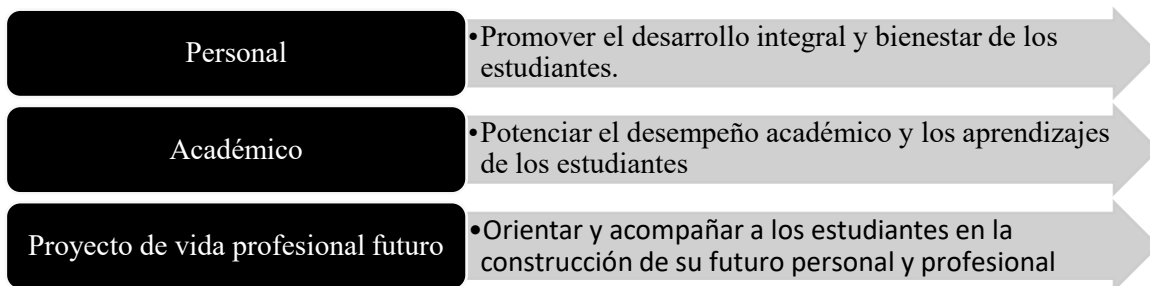 Personal
•Promover el desarrollo integral y bienestar de los
estudiantes.
Académico
•Potenciar el desempeño académico y los aprendizajes
de los estudiantes
Proyecto de vida profesional futuro
•Orientar y acompañar a los estudiantes en la
construcción de su futuro personal y profesional